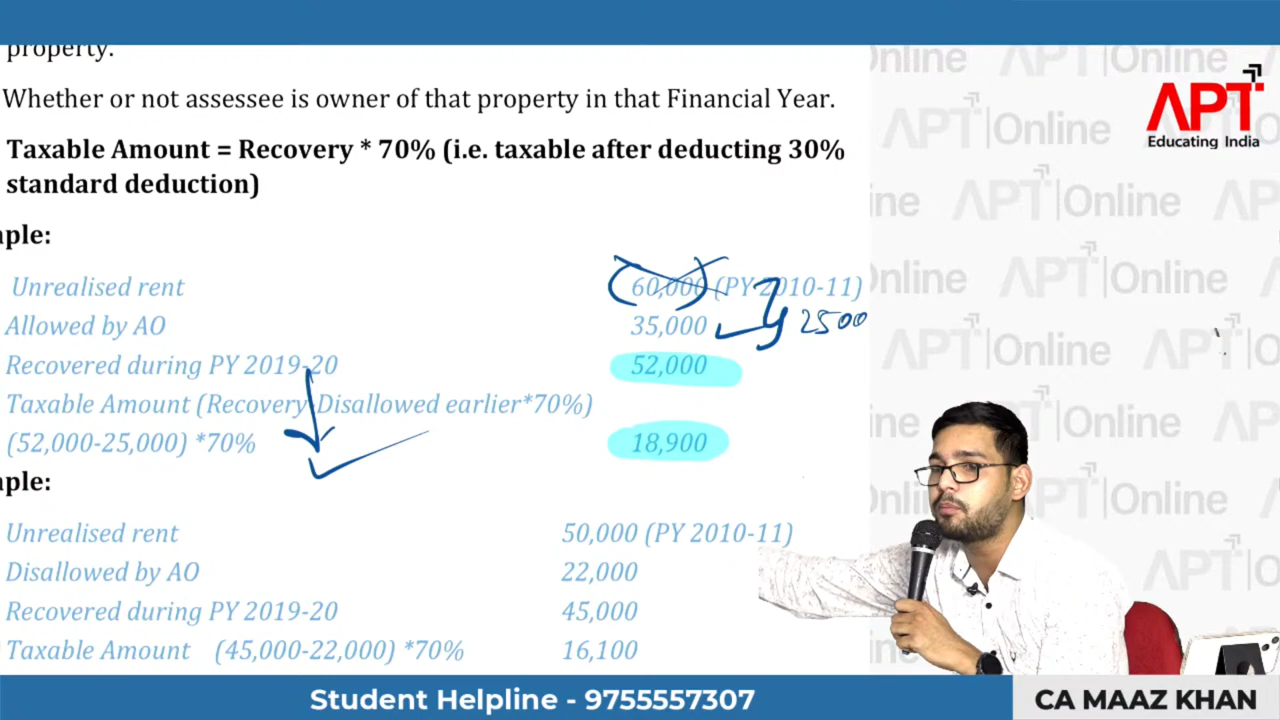 property.
Whether or not assessee is owner of that property in that Financial Year.
Taxable Amount = Recovery * 70% (i.e. taxable after deducting 30%
standard deduction)
ple:
Unrealised rent 60,000 (PY 2010-11)
Allowed by AO 35,000 2500
Recovered during PY 2019-20 52,000
Taxable Amount (Recovery-Disallowed earlier*70%)
(52,000-25,000) *70% 18,900
ple:
Unrealised rent 50,000 (PY 2010-11)
Disallowed by AO 22,000
Recovered during PY 2019-20 45,000
Taxable Amount (45,000-22,000) *70% 16,100
APT
Educating India
APT|Online
Student Helpline - 9755557307
CA MAAZ KHAN